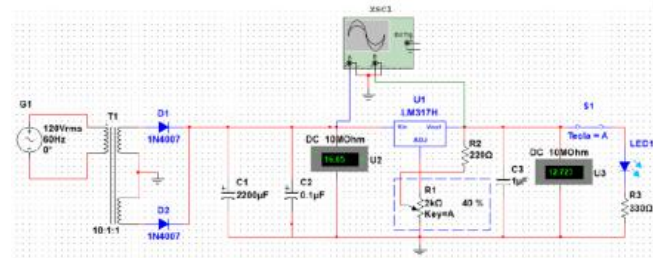 XSC1
G1
120Vrms
60Hz
0°
T1
10:1:1
D1
1N4007
D2
1N4007
C1
2200µF
C2
0.1µF
DC 10MOhm
U2
U1
LM317H
Vin
Vout
ADJ
R2
220Ω
R1
2kΩ
Key=A
40 %
C3
1µF
DC 10MOhm
12.727
U3
S1
Tecla = A
LED1
R3
330Ω